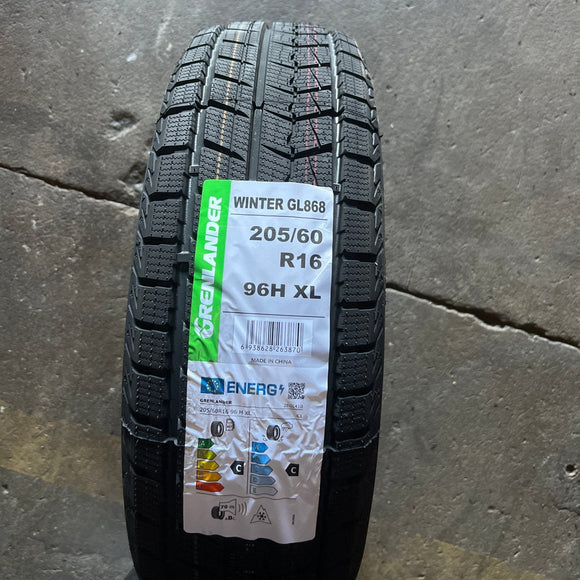 GRENLANDER
WINTER GL868
205/60
R16
96H XL
6938628263870
MADE IN CHINA
ENERG
GRENLANDER
205/60R16 96 H XL
A
C
C